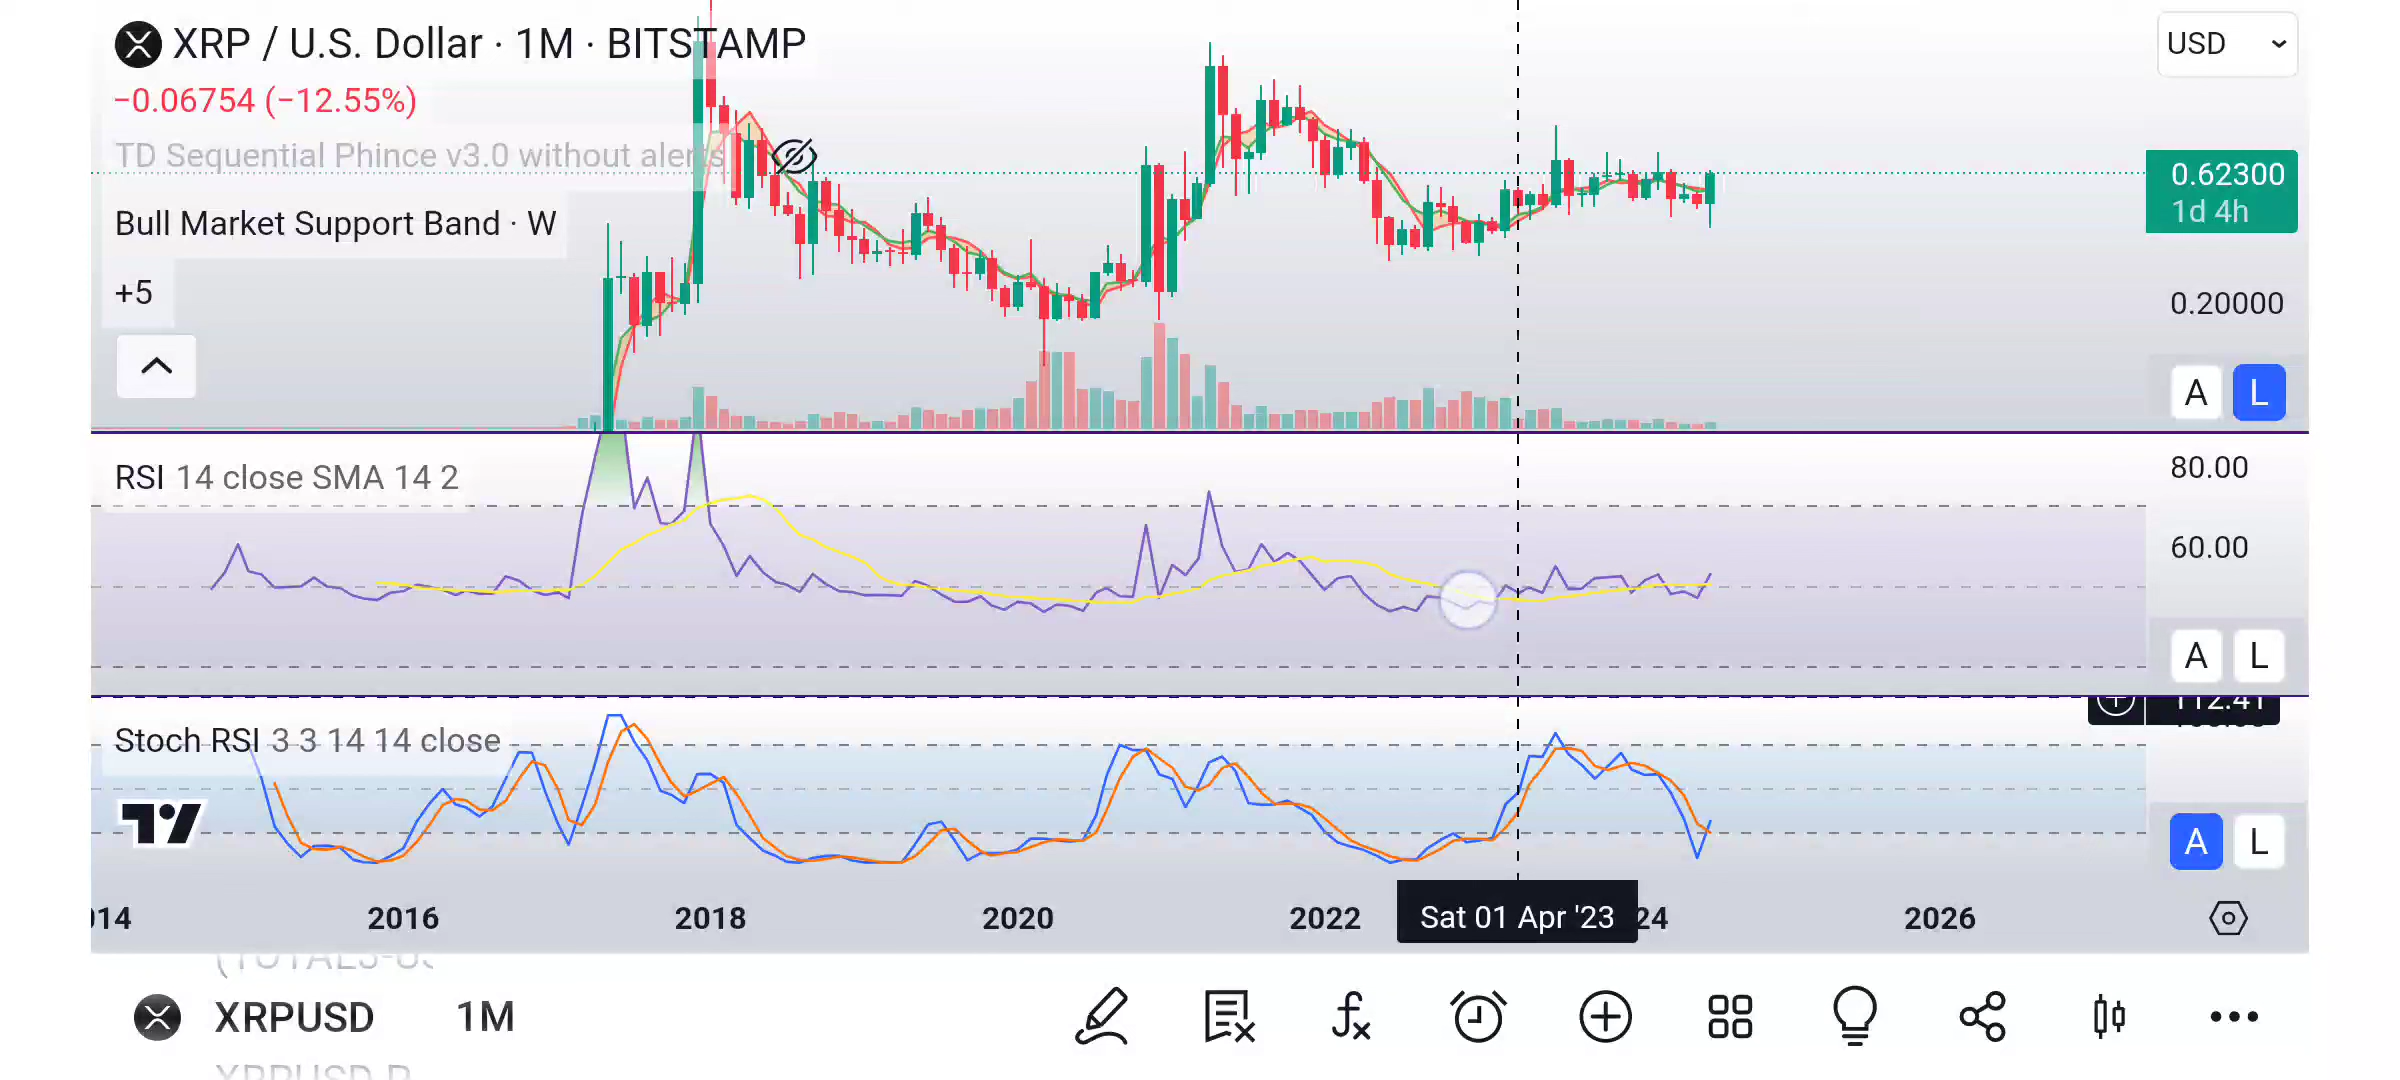 XRP / U.S. Dollar · 1M · BITSTAMP
USD
−0.06754 (−12.55%)
TD Sequential Phince v3.0 without alerts
0.62300
1d 4h
Bull Market Support Band · W
+5
0.20000
A L
RSI 14 close SMA 14 2
80.00
60.00
A L
112.41
Stoch RSI 3 3 14 14 close
A L
2016 2018 2020 2022 Sat 01 Apr '23 24 2026
XRPUSD 1M